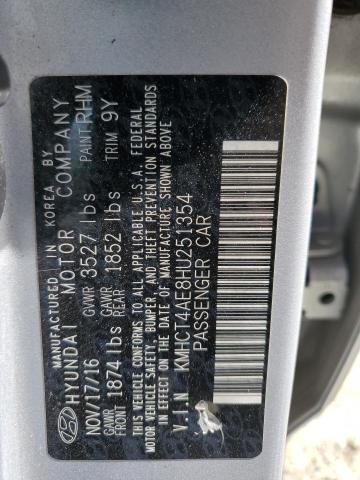 MANUFACTURED IN KOREA BY
HYUNDAI MOTOR COMPANY
NOV/17/16 GVWR 3527 lbs PAINT RHM
GAWR FRONT 1874 lbs GAWR REAR 1852 lbs TRIM 9Y
THIS VEHICLE CONFORMS TO ALL APPLICABLE U.S.A. FEDERAL
MOTOR VEHICLE SAFETY, BUMPER, AND THEFT PREVENTION STANDARDS
IN EFFECT ON THE DATE OF MANUFACTURE SHOWN ABOVE.
V I N : KMHCT4AE8HU251354
PASSENGER CAR